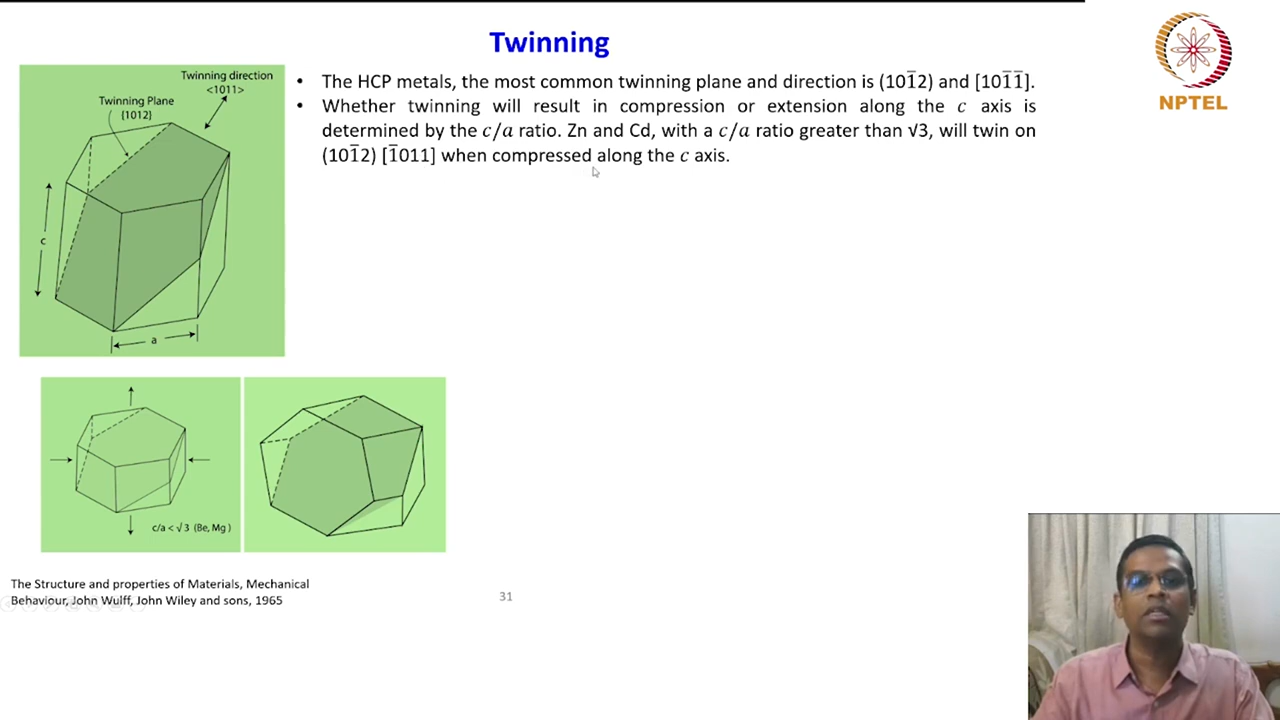 Twinning
NPTEL
Twinning direction
<1011>
Twinning Plane
{1012}
c
a
• The HCP metals, the most common twinning plane and direction is (101̅2) and [101̅1̅].
• Whether twinning will result in compression or extension along the c axis is
determined by the c/a ratio. Zn and Cd, with a c/a ratio greater than √3, will twin on
(101̅2) [1̅011] when compressed along the c axis.
c/a < √3 (Be, Mg)
The Structure and properties of Materials, Mechanical
Behaviour, John Wulff, John Wiley and sons, 1965
31